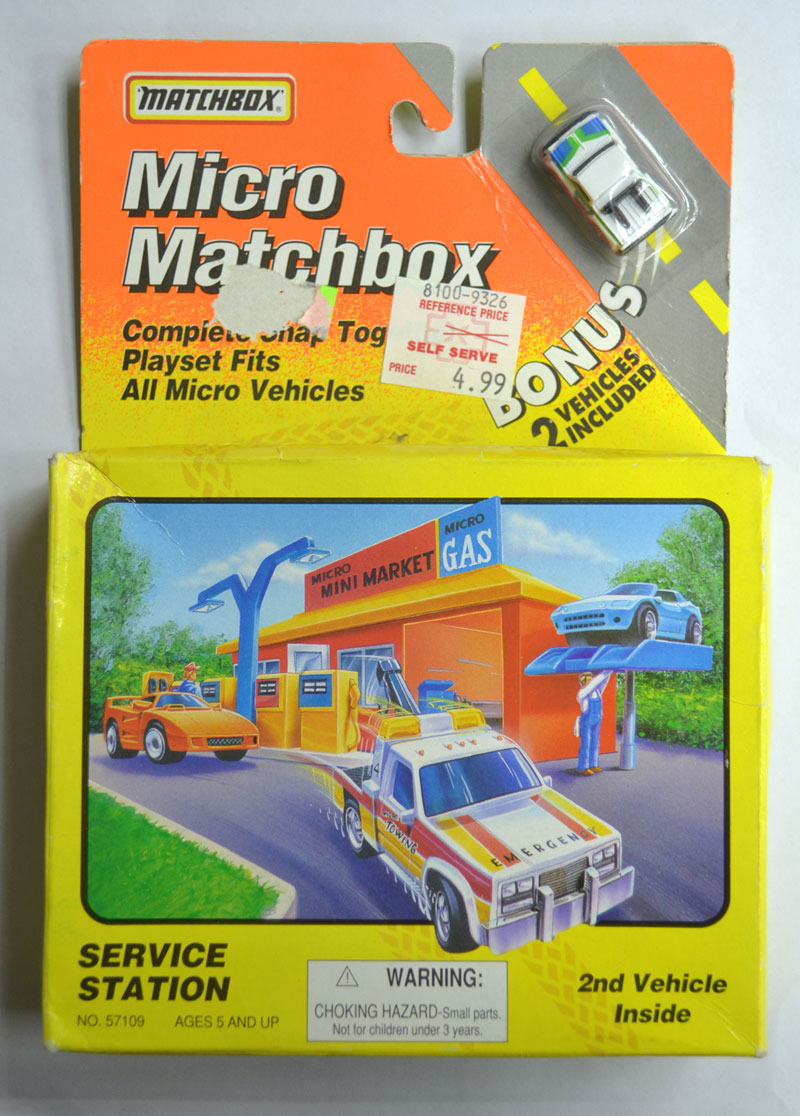 MATCHBOX®
Micro
Matchbox
Complete Snap Tog
Playset Fits
All Micro Vehicles
8100-9326
REFERENCE PRICE
SELF SERVE
PRICE
4.99
BONUS
2 VEHICLES
INCLUDED
MICRO
MINI MARKET
MICRO
GAS
TOWING
EMERGENCY
SERVICE
STATION
NO. 57109 AGES 5 AND UP
WARNING:
CHOKING HAZARD-Small parts.
Not for children under 3 years.
2nd Vehicle
Inside